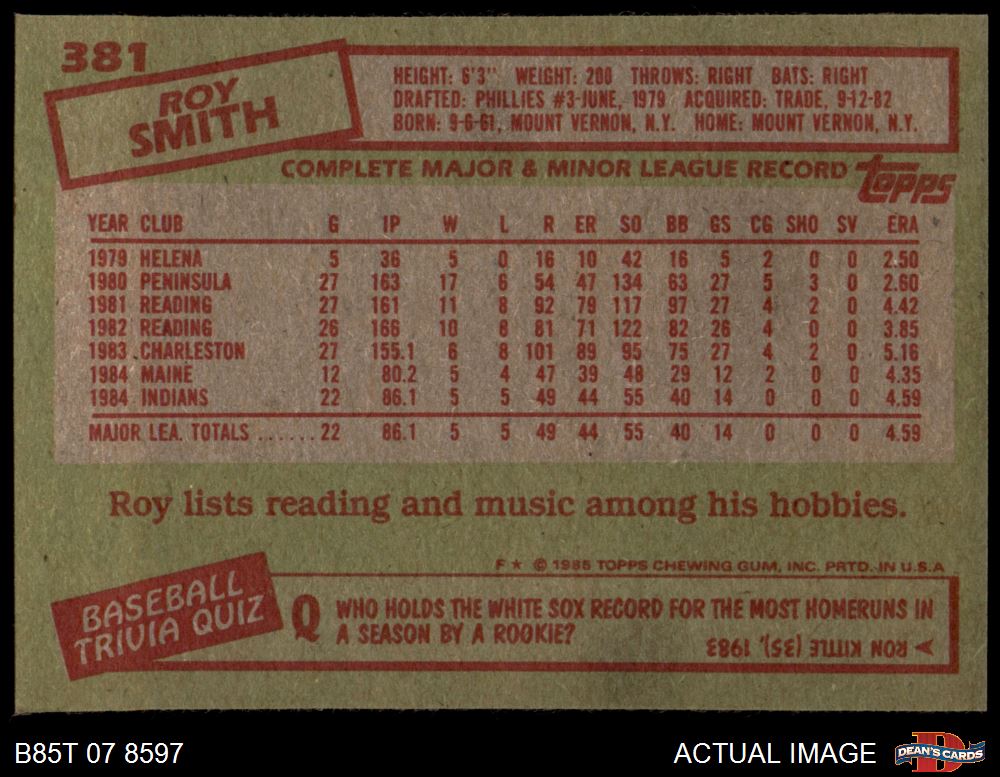 381
ROY
SMITH
HEIGHT: 6'3" WEIGHT: 200 THROWS: RIGHT BATS: RIGHT
DRAFTED: PHILLIES #3-JUNE, 1979 ACQUIRED: TRADE, 9-12-82
BORN: 9-6-61, MOUNT VERNON, N.Y. HOME: MOUNT VERNON, N.Y.
COMPLETE MAJOR & MINOR LEAGUE RECORD topps
YEAR CLUB G IP W L R ER SO BB GS CG SHO SV ERA
1979 HELENA 5 36 5 0 16 10 42 16 5 2 0 0 2.50
1980 PENINSULA 27 163 17 6 54 47 134 63 27 5 3 0 2.60
1981 READING 27 161 11 8 92 79 117 97 27 4 2 0 4.42
1982 READING 26 166 10 8 81 71 122 82 26 4 0 0 3.85
1983 CHARLESTON 27 155.1 6 8 101 89 95 75 27 4 2 0 5.16
1984 MAINE 12 80.2 5 4 47 39 48 29 12 2 0 0 4.35
1984 INDIANS 22 86.1 5 5 49 44 55 40 14 0 0 0 4.59
MAJOR LEA. TOTALS ......22 86.1 5 5 49 44 55 40 14 0 0 0 4.59
Roy lists reading and music among his hobbies.
F★ © 1985 TOPPS CHEWING GUM, INC. PRTD. IN U.S.A
BASEBALL
TRIVIA QUIZ
Q WHO HOLDS THE WHITE SOX RECORD FOR THE MOST HOMERUNS IN
A SEASON BY A ROOKIE?
RON KITTLE (35), 1983
B85T 07 8597
ACTUAL IMAGE
D
DEAN'S CARDS